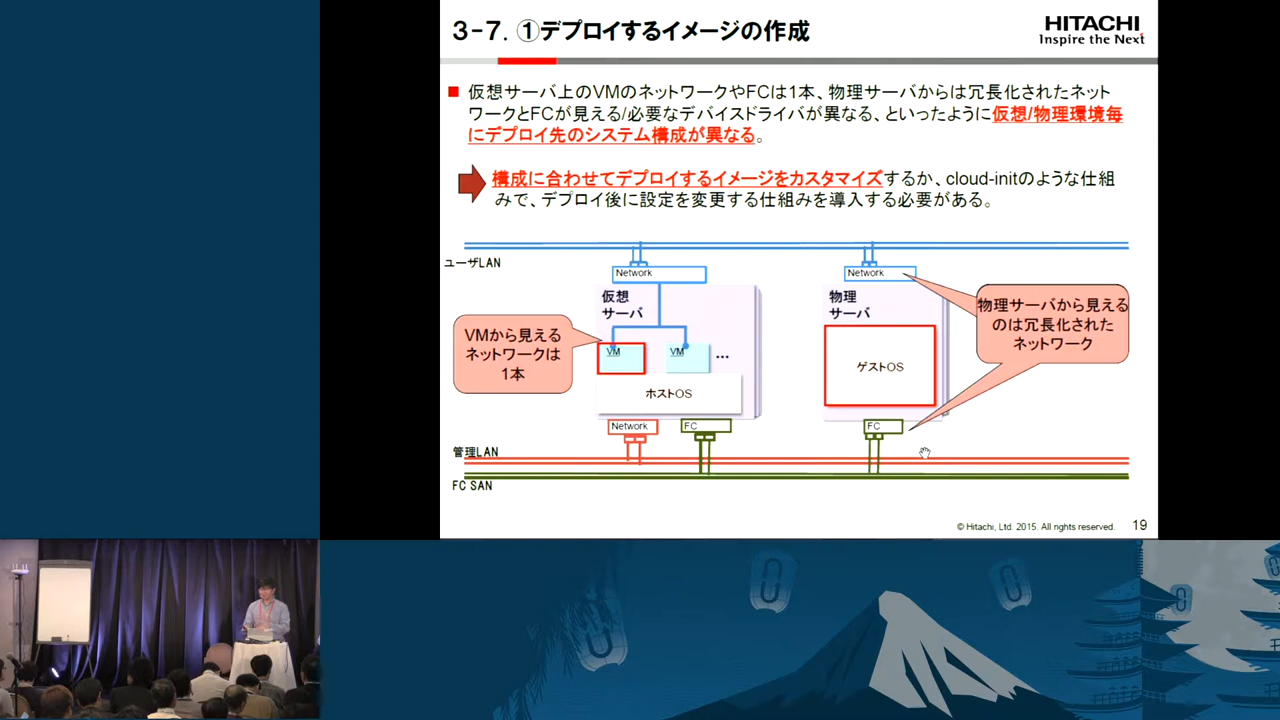 3-7. ①デプロイするイメージの作成
HITACHI
Inspire the Next
仮想サーバ上のVMのネットワークやFCは1本、物理サーバからは冗長化されたネット
ワークとFCが見える/必要なデバイスドライバが異なる、といったように仮想/物理環境毎
にデプロイ先のシステム構成が異なる。
構成に合わせてデプロイするイメージをカスタマイズするか、cloud-initのような仕組
みで、デプロイ後に設定を変更する仕組みを導入する必要がある。
ユーザLAN
Network
Network
仮想
サーバ
物理
サーバ
物理サーバから見える
のは冗長化された
ネットワーク
VMから見える
ネットワークは
1本
VM
VM
...
ゲストOS
ホストOS
Network
FC
FC
管理LAN
FC SAN
© Hitachi, Ltd. 2015. All rights reserved.
19